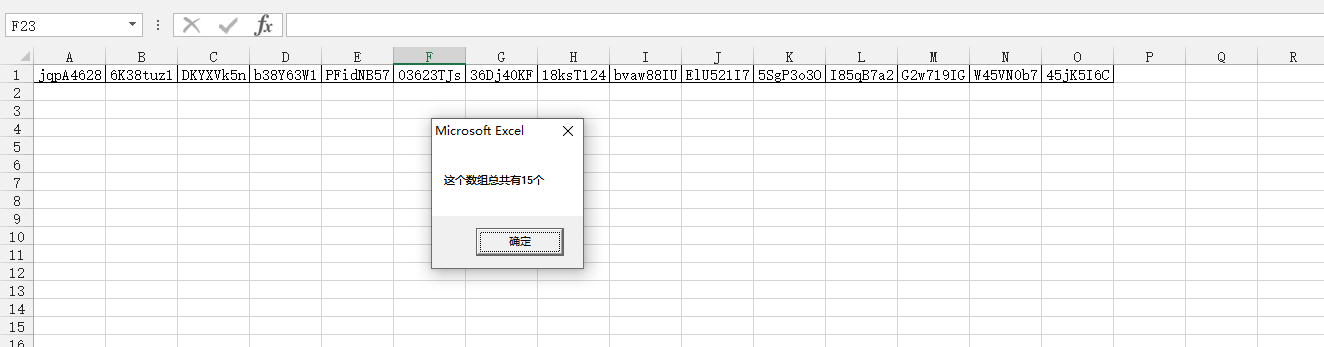 F23
fx
A B C D E F G H I J K L M N O P Q R
1 jqpA4628 6K38tuz1 DKYXVk5n b38Y63W1 PFidNB57 03623TJs 36Dj40KF 18ksT124 bvaw88IU ElU521I7 5SgP3o3O I85qB7a2 G2w719IG W45VN0b7 45jK5I6C
2
3
Microsoft Excel
4
5
6
这个数组总共有15个
7
8
9
确定
10
11
12
13
14
15
16